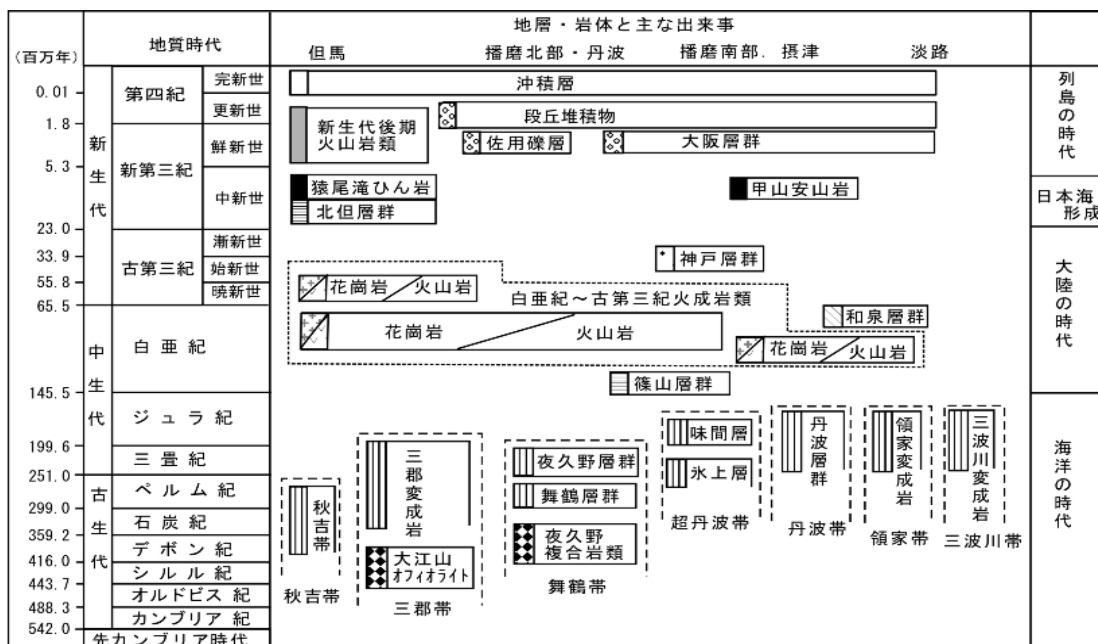 地層・岩体と主な出来事
地質時代
(百万年)
但馬 播磨北部・丹波 播磨南部. 摂津 淡路
0.01
1.8
5.3
23.0
33.9
55.8
65.5
145.5
199.6
251.0
299.0
359.2
416.0
443.7
488.3
542.0
新生代
中生代
古生代
第四紀
新第三紀
古第三紀
白亜紀
ジュラ紀
三畳紀
ペルム紀
石炭紀
デボン紀
シルル紀
オルドビス紀
カンブリア紀
先カンブリア時代
完新世
更新世
鮮新世
中新世
漸新世
始新世
暁新世
沖積層
段丘堆積物
新生代後期
火山岩類
佐用礫層
大阪層群
猿尾滝ひん岩
甲山安山岩
北但層群
神戸層群
花崗岩 火山岩
白亜紀～古第三紀火成岩類
和泉層群
花崗岩 火山岩
花崗岩 火山岩
篠山層群
秋吉帯
秋吉帯
三郡変成岩
大江山
オフィオライト
三郡帯
夜久野層群
舞鶴層群
夜久野
複合岩類
舞鶴帯
味間層
氷上層
超丹波帯
丹波層群
丹波帯
領家変成岩
領家帯
三波川変成岩
三波川帯
列島の時代
日本海
形成
大陸の時代
海洋の時代